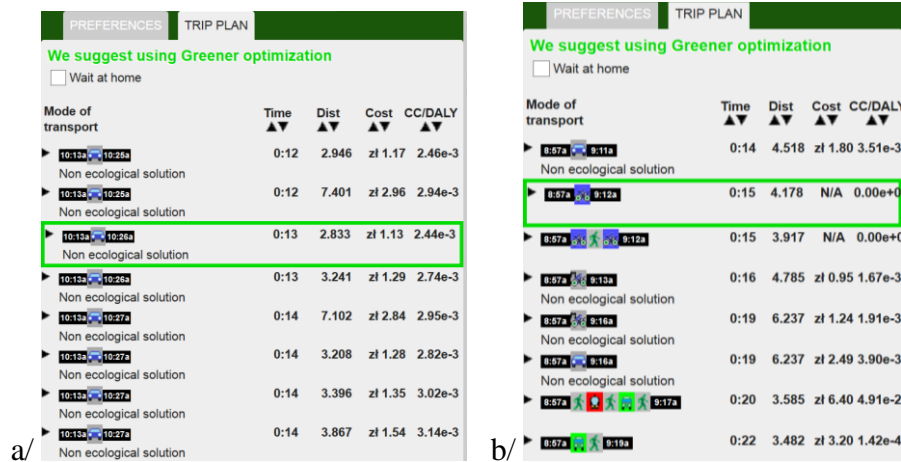 PREFERENCES TRIP PLAN
We suggest using Greener optimization
Wait at home
Mode of transport Time Dist Cost CC/DALY
10:13a 10:25a 0:12 2.946 zł 1.17 2.46e-3
Non ecological solution
10:13a 10:25a 0:12 7.401 zł 2.96 2.94e-3
Non ecological solution
10:13a 10:26a 0:13 2.833 zł 1.13 2.44e-3
Non ecological solution
10:13a 10:26a 0:13 3.241 zł 1.29 2.74e-3
Non ecological solution
10:13a 10:27a 0:14 7.102 zł 2.84 2.95e-3
Non ecological solution
10:13a 10:27a 0:14 3.208 zł 1.28 2.82e-3
Non ecological solution
10:13a 10:27a 0:14 3.396 zł 1.35 3.02e-3
Non ecological solution
10:13a 10:27a 0:14 3.867 zł 1.54 3.14e-3
Non ecological solution
a/
PREFERENCES TRIP PLAN
We suggest using Greener optimization
Wait at home
Mode of transport Time Dist Cost CC/DALY
8:57a 9:11a 0:14 4.518 zł 1.80 3.51e-3
Non ecological solution
8:57a 9:12a 0:15 4.178 N/A 0.00e+0
8:57a 9:12a 0:15 3.917 N/A 0.00e+0
8:57a 9:13a 0:16 4.785 zł 0.95 1.67e-3
Non ecological solution
8:57a 9:16a 0:19 6.237 zł 1.24 1.91e-3
Non ecological solution
8:57a 9:16a 0:19 6.237 zł 2.49 3.90e-3
Non ecological solution
8:57a 9:17a 0:20 3.585 zł 6.40 4.91e-2
8:57a 9:19a 0:22 3.482 zł 3.20 1.42e-4
b/